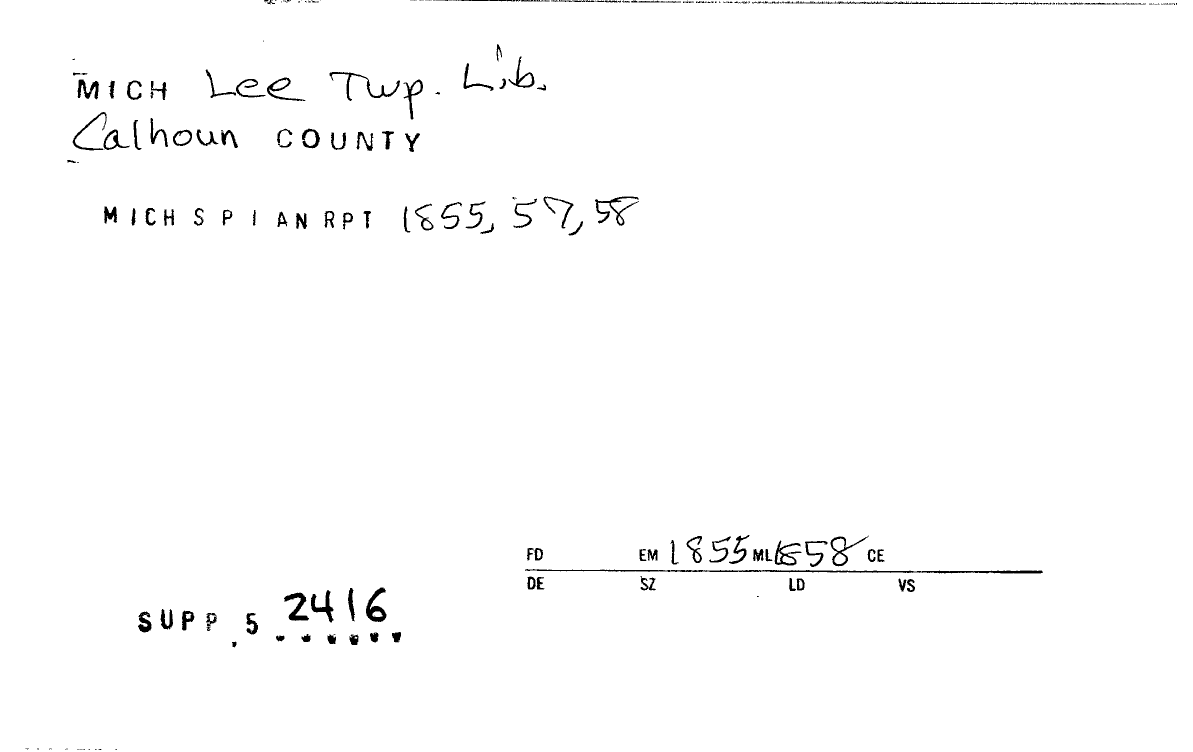 MICH Lee Twp. Lib.
Calhoun COUNTY
MICH S P I AN RPT 1855, 57, 58
FD EM 1855 ML 1858 CE
DE SZ LD VS
SUPP. 5 2416